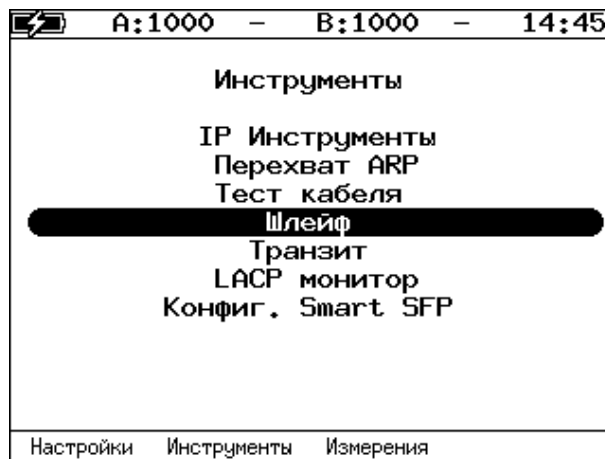 A:1000 – B:1000 – 14:45
Инструменты
IP Инструменты
Перехват ARP
Тест кабеля
Шлейф
Транзит
LACP монитор
Конфиг. Smart SFP
Настройки Инструменты Измерения